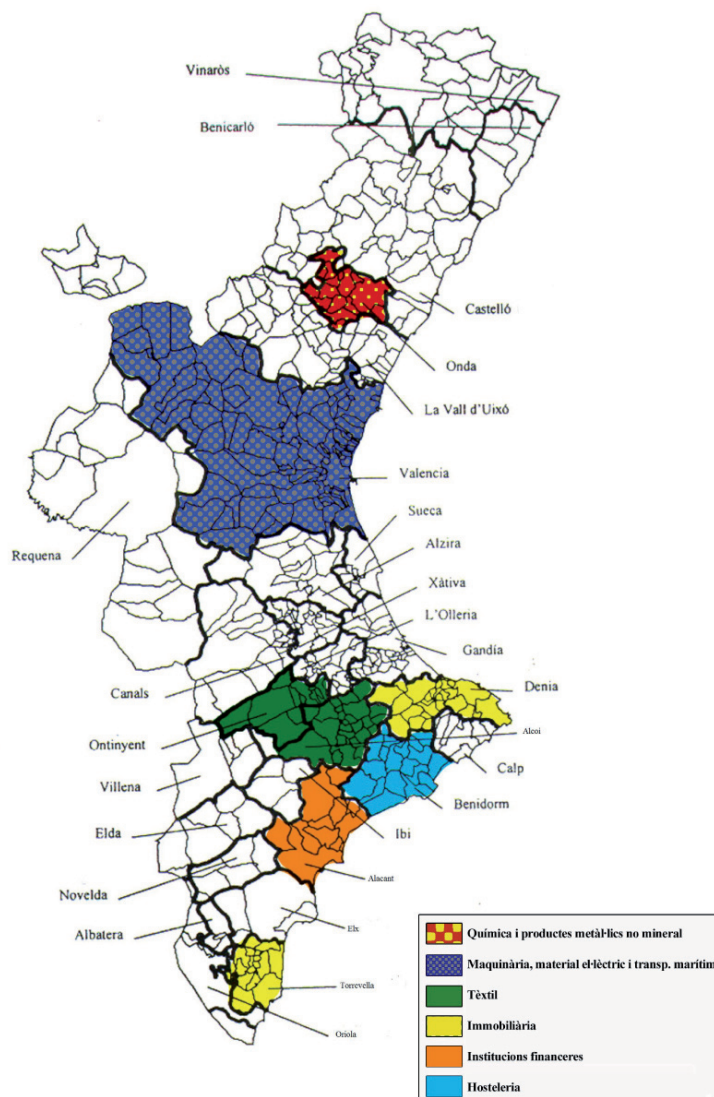 Vinaròs
Benicarló
Castelló
Onda
La Vall d'Uixó
Valencia
Sueca
Requena
Alzira
Xàtiva
L'Olleria
Gandía
Canals
Denia
Ontinyent
Alcoi
Villena
Calp
Benidorm
Elda
Ibi
Alacant
Novelda
Albatera
Elx
Torrevella
Oriola
Química i productes metàl·lics no mineral
Maquinària, material el·lèctric i transp. marítim
Tèxtil
Immobiliària
Institucions financeres
Hosteleria